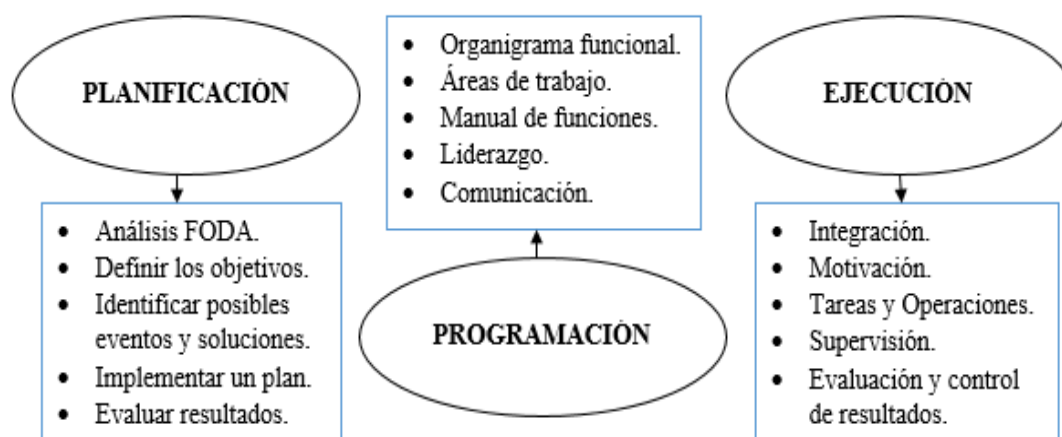 PLANIFICACIÓN
• Análisis FODA.
• Definir los objetivos.
• Identificar posibles
eventos y soluciones.
• Implementar un plan.
• Evaluar resultados.
• Organigrama funcional.
• Áreas de trabajo.
• Manual de funciones.
• Liderazgo.
• Comunicación.
PROGRAMACIÓN
EJECUCIÓN
• Integración.
• Motivación.
• Tareas y Operaciones.
• Supervisión.
• Evaluación y control
de resultados.